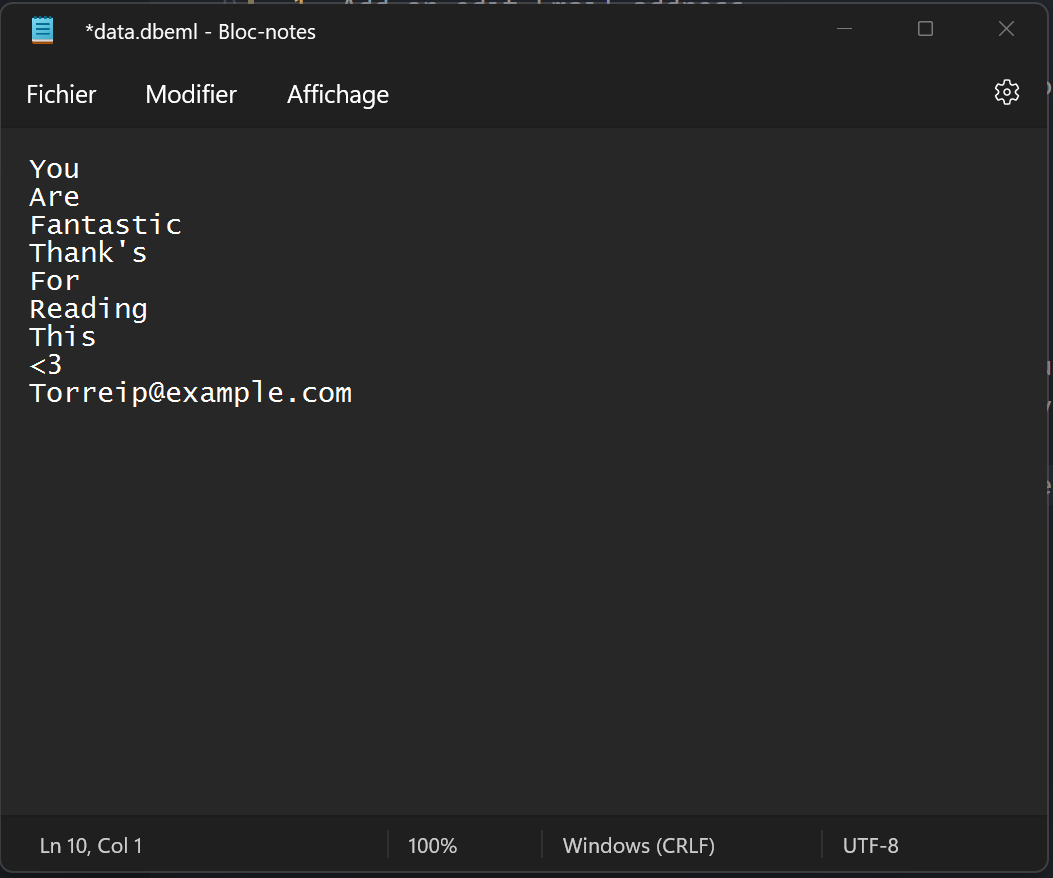 *data.dbeml - Bloc-notes
Fichier Modifier Affichage
You
Are
Fantastic
Thank's
For
Reading
This
<3
Torreip@example.com
Ln 10, Col 1 100% Windows (CRLF) UTF-8